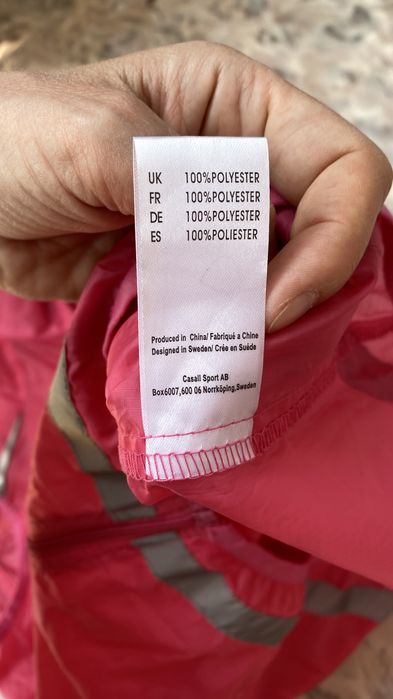 UK 100%POLYESTER
FR 100%POLYESTER
DE 100%POLYESTER
ES 100%POLIESTER
Produced in China/ Fabriqué a Chine
Designed in Sweden/ Crée en Suéde
Casall Sport AB
Box6007,600 06 Norrköping,Sweden